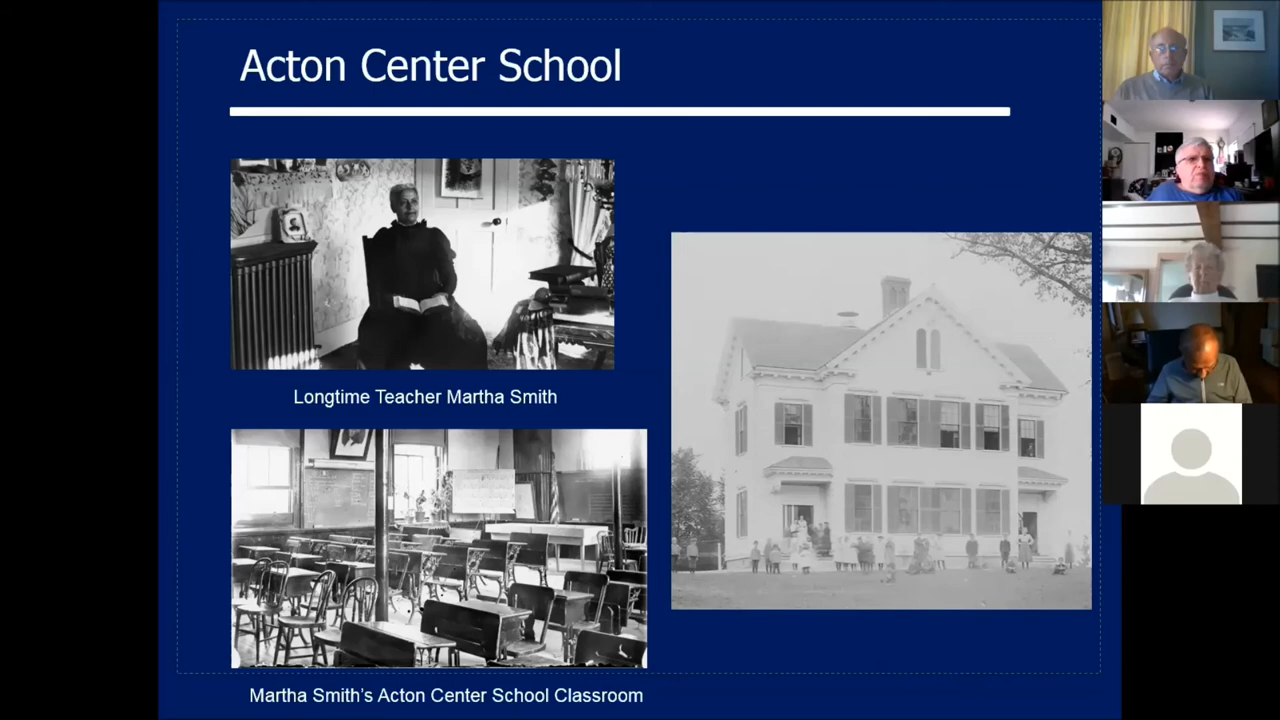 Acton Center School
Longtime Teacher Martha Smith
Martha Smith's Acton Center School Classroom